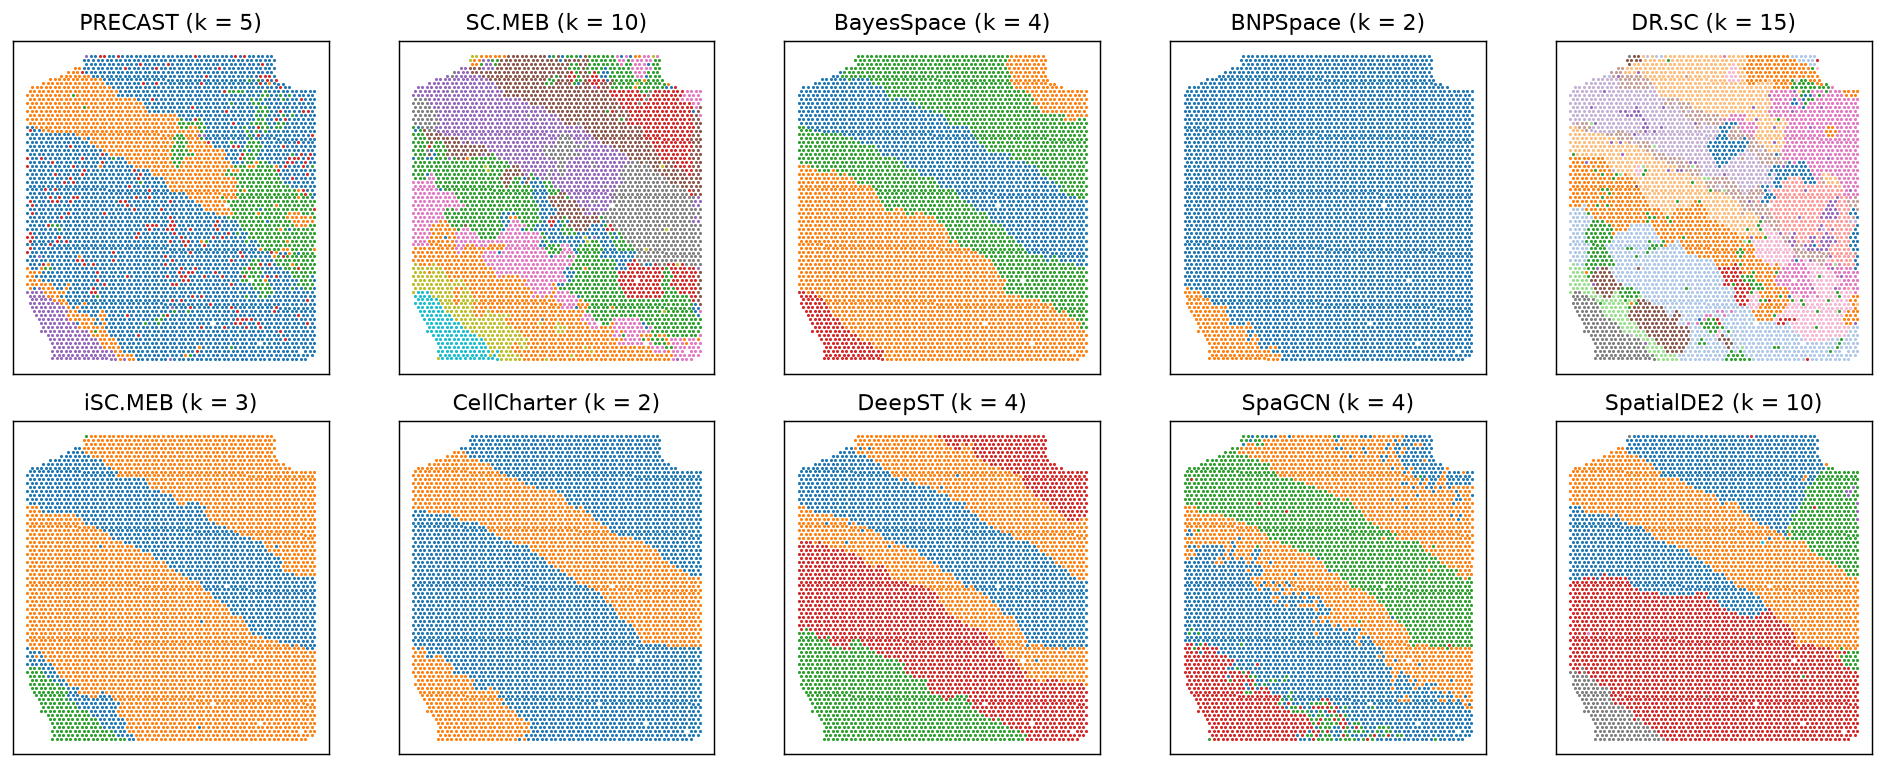 PRECAST (k = 5)
SC.MEB (k = 10)
BayesSpace (k = 4)
BNPSpace (k = 2)
DR.SC (k = 15)
iSC.MEB (k = 3)
CellCharter (k = 2)
DeepST (k = 4)
SpaGCN (k = 4)
SpatialDE2 (k = 10)